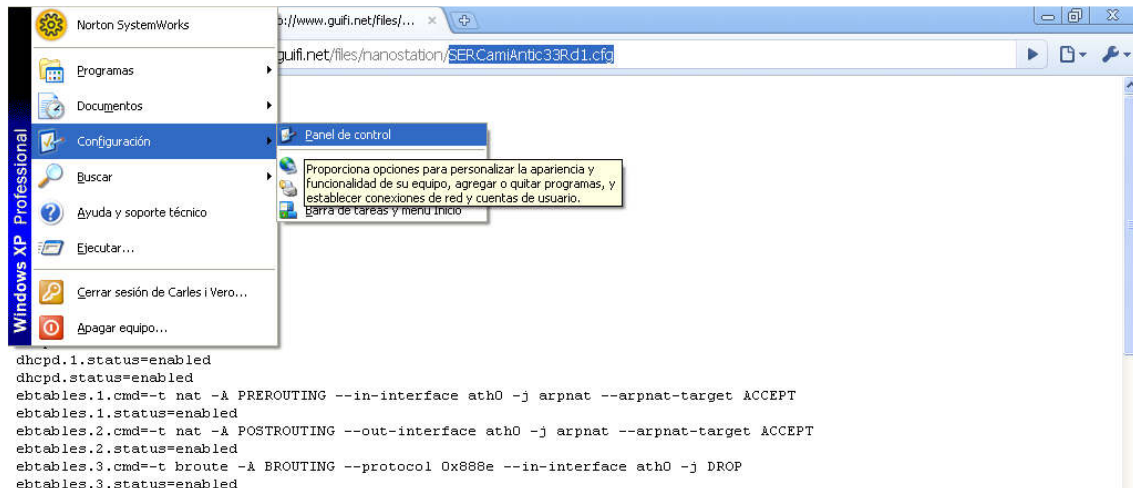 Norton SystemWorks
Programas
Documentos
Configuración
Buscar
Ayuda y soporte técnico
Ejecutar...
Cerrar sesión de Carles i Vero...
Apagar equipo...
Windows XP Professional
Panel de control
Proporciona opciones para personalizar la apariencia y
funcionalidad de su equipo, agregar o quitar programas, y
establecer conexiones de red y cuentas de usuario.
Barra de tareas y menú Inicio
://www.guifi.net/files/...
guifi.net/files/nanostation/SERCamiAntic33Rd1.cfg
dhcpd.1.status=enabled
dhcpd.status=enabled
ebtables.1.cmd=-t nat -A PREROUTING --in-interface ath0 -j arpnat --arpnat-target ACCEPT
ebtables.1.status=enabled
ebtables.2.cmd=-t nat -A POSTROUTING --out-interface ath0 -j arpnat --arpnat-target ACCEPT
ebtables.2.status=enabled
ebtables.3.cmd=-t broute -A BROUTING --protocol 0x888e --in-interface ath0 -j DROP
ebtables.3.status=enabled